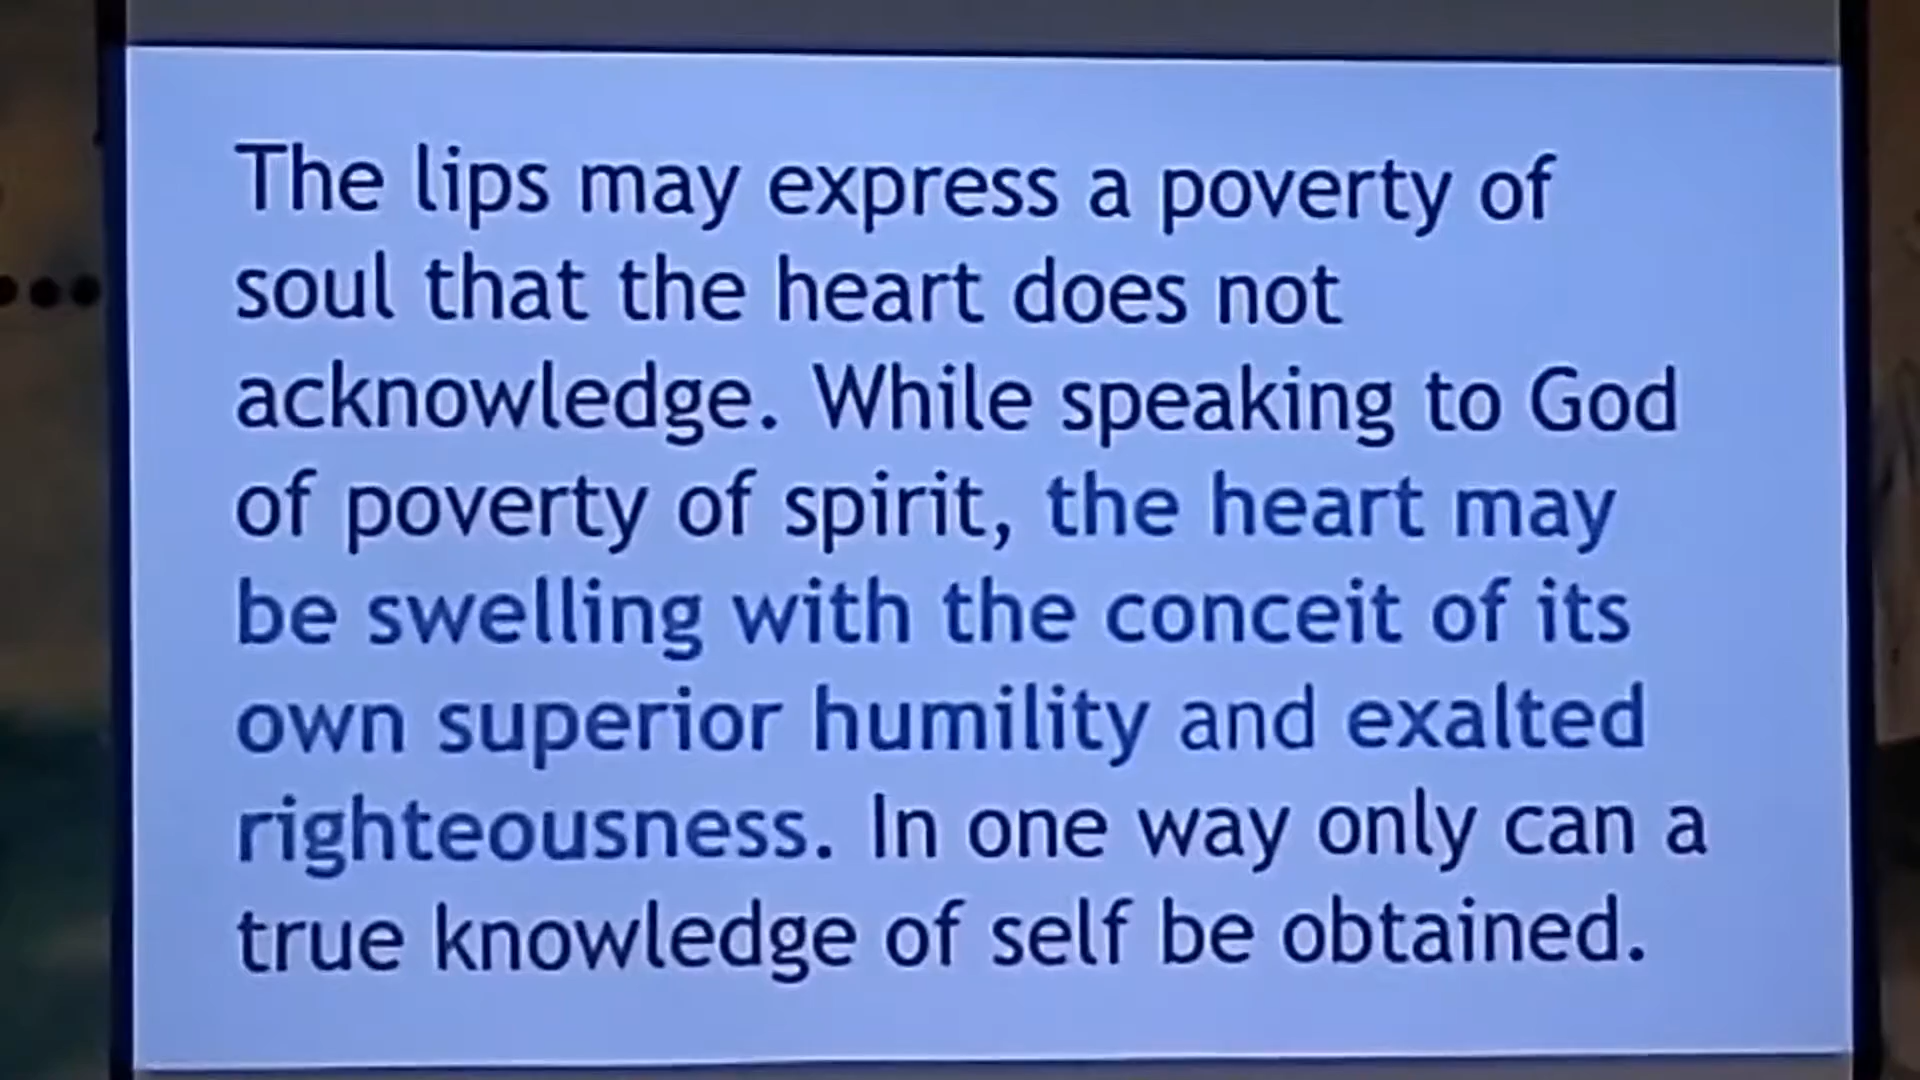 The lips may express a poverty of
soul that the heart does not
acknowledge. While speaking to God
of poverty of spirit, the heart may
be swelling with the conceit of its
own superior humility and exalted
righteousness. In one way only can a
true knowledge of self be obtained.